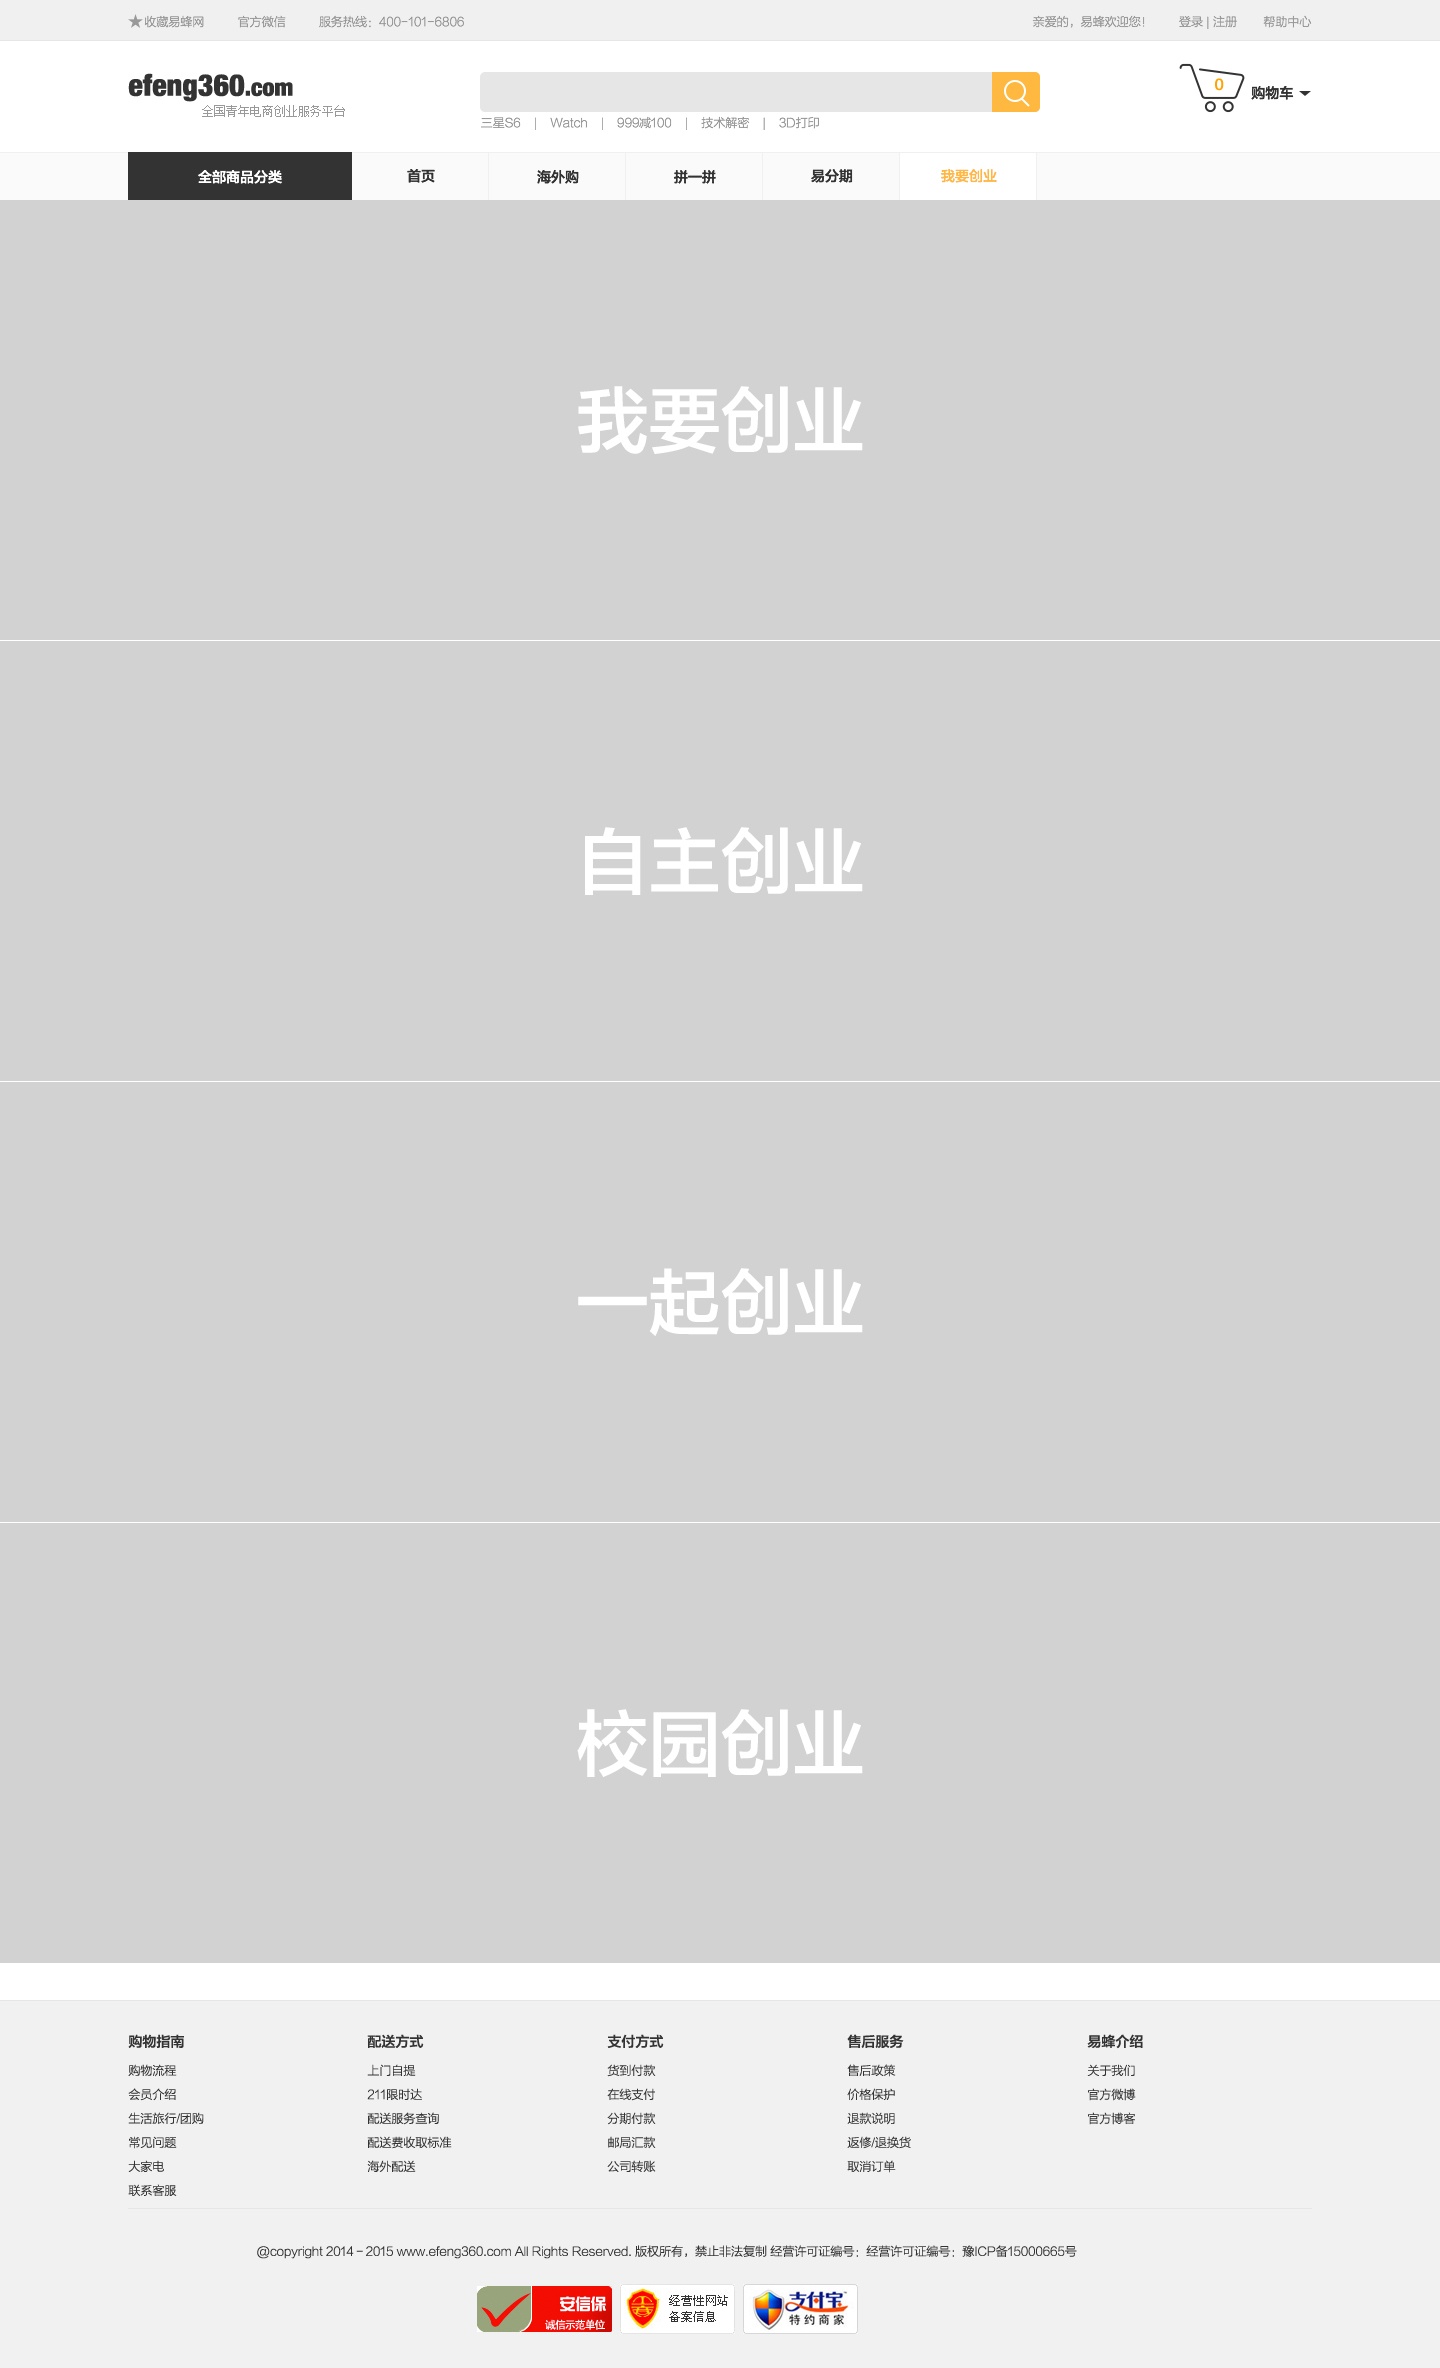 ★收藏易蜂网 官方微信 服务热线：400-101-6806 亲爱的，易蜂欢迎您！ 登录 | 注册 帮助中心
efeng360.com
全国青年电商创业服务平台
0 购物车
三星S6 | Watch | 999减100 | 技术解密 | 3D打印
全部商品分类 首页 海外购 拼一拼 易分期 我要创业
我要创业
自主创业
一起创业
校园创业
购物指南 配送方式 支付方式 售后服务 易蜂介绍
购物流程 上门自提 货到付款 售后政策 关于我们
会员介绍 211限时达 在线支付 价格保护 官方微博
生活旅行/团购 配送服务查询 分期付款 退款说明 官方博客
常见问题 配送费收取标准 邮局汇款 返修/退换货
大家电 海外配送 公司转账 取消订单
联系客服
@copyright 2014 - 2015 www.efeng360.com All Rights Reserved. 版权所有，禁止非法复制 经营许可证编号：经营许可证编号：豫ICP备15000665号
安信保
诚信示范单位
经营性网站
备案信息
支付宝
特约商家